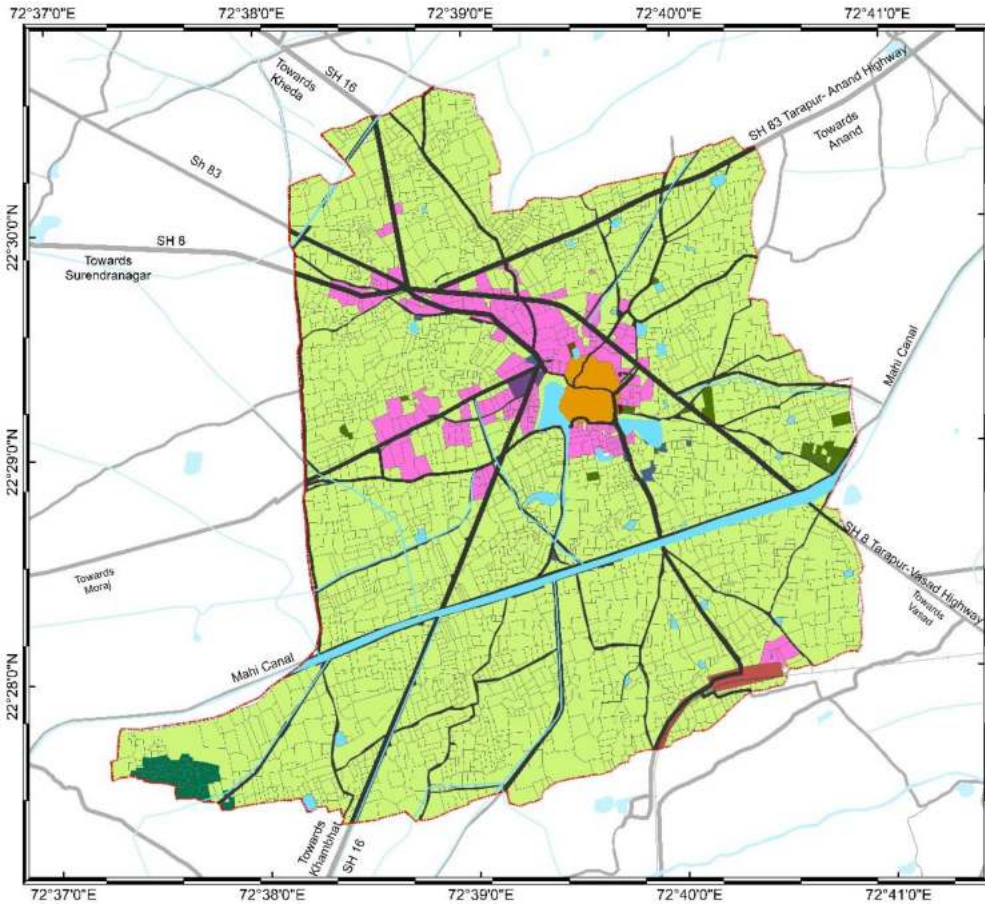 72°37'0"E
72°38'0"E
72°39'0"E
72°40'0"E
72°41'0"E
Towards
Kheda
SH 16
SH 83 Tarapur- Anand Highway
Towards
Anand
Sh 83
22°30'0"N
SH 8
Towards
Surendranagar
Mahi Canal
22°29'0"N
SH 8 Tarapur-Vasad Highway
Towards
Moraj
Towards
Vasad
Mahi Canal
22°28'0"N
Towards
Khambhat
SH 16
72°37'0"E
72°38'0"E
72°39'0"E
72°40'0"E
72°41'0"E